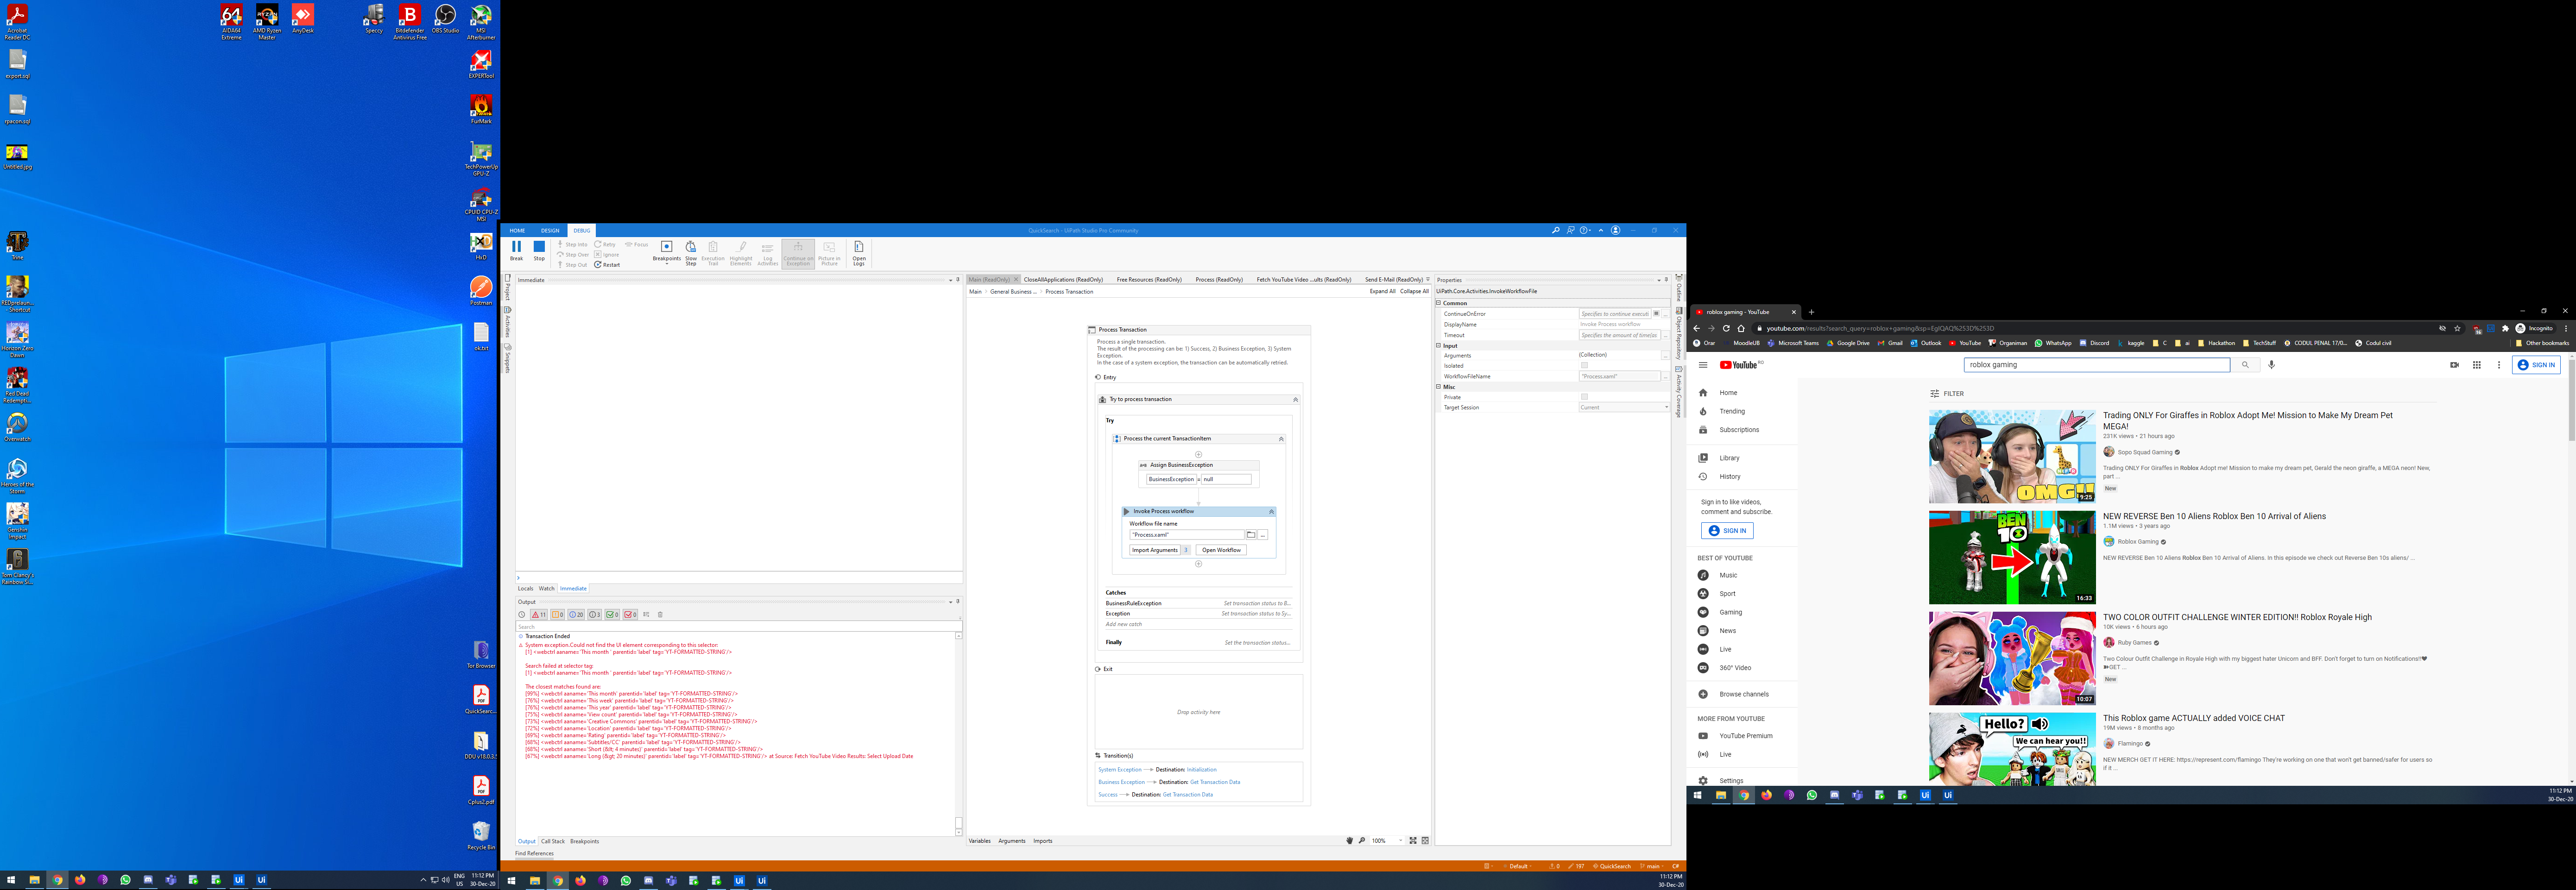 Acrobat Reader DC
AIDA64 Extreme
AMD Ryzen Master
AnyDesk
Speccy
Bitdefender Antivirus Free
OBS Studio
MSI Afterburner
export.sql
EXPERTool
rpacon.sql
FurMark
Untitled.jpg
TechPowerUp GPU-Z
CPUID CPU-Z MSI
Trine
HxD
REDprelaun... - Shortcut
Postman
Horizon Zero Dawn
ok.txt
Red Dead Redempti...
Overwatch
Heroes of the Storm
Genshin Impact
Tom Clancy's Rainbow Si...
Tor Browser
QuickSearc...
DDU v18.0.3.5
Cplus2.pdf
Recycle Bin
ENG US
11:12 PM
30-Dec-20
HOME DESIGN DEBUG
QuickSearch - UiPath Studio Pro Community
Break Stop
Step Into Retry Focus
Step Over Ignore
Step Out Restart
Breakpoints
Slow Step
Execution Trail
Highlight Elements
Log Activities
Continue on Exception
Picture in Picture
Open Logs
Project
Activities
Snippets
Immediate
Locals Watch Immediate
Output
11 0 20 3 0 0
Search
Transaction Ended
System exception.Could not find the UI element corresponding to this selector:
[1] <webctrl aaname='This month ' parentid='label' tag='YT-FORMATTED-STRING'/>
Search failed at selector tag:
[1] <webctrl aaname='This month ' parentid='label' tag='YT-FORMATTED-STRING'/>
The closest matches found are:
[99%] <webctrl aaname='This month' parentid='label' tag='YT-FORMATTED-STRING'/>
[76%] <webctrl aaname='This week' parentid='label' tag='YT-FORMATTED-STRING'/>
[76%] <webctrl aaname='This year' parentid='label' tag='YT-FORMATTED-STRING'/>
[75%] <webctrl aaname='View count' parentid='label' tag='YT-FORMATTED-STRING'/>
[73%] <webctrl aaname='Creative Commons' parentid='label' tag='YT-FORMATTED-STRING'/>
[72%] <webctrl aaname='Location' parentid='label' tag='YT-FORMATTED-STRING'/>
[69%] <webctrl aaname='Rating' parentid='label' tag='YT-FORMATTED-STRING'/>
[68%] <webctrl aaname='Subtitles/CC' parentid='label' tag='YT-FORMATTED-STRING'/>
[68%] <webctrl aaname='Short (&lt; 4 minutes)' parentid='label' tag='YT-FORMATTED-STRING'/>
[67%] <webctrl aaname='Long (&gt; 20 minutes)' parentid='label' tag='YT-FORMATTED-STRING'/> at Source: Fetch YouTube Video Results: Select Upload Date
Output Call Stack Breakpoints
Find References
Main (ReadOnly) CloseAllApplications (ReadOnly) Free Resources (ReadOnly) Process (ReadOnly) Fetch YouTube Video ...ults (ReadOnly) Send E-Mail (ReadOnly)
Main > General Business ... > Process Transaction
Expand All Collapse All
Process Transaction
Process a single transaction.
The result of the processing can be: 1) Success, 2) Business Exception, 3) System
Exception.
In the case of a system exception, the transaction can be automatically retried.
Entry
Try to process transaction
Try
Process the current TransactionItem
Assign BusinessException
BusinessException = null
Invoke Process workflow
Workflow file name
"Process.xaml"
Import Arguments 3 Open Workflow
Catches
BusinessRuleException Set transaction status to B...
Exception Set transaction status to Sy...
Add new catch
Finally Set the transaction status...
Exit
Drop activity here
Transition(s)
System Exception Destination: Initialization
Business Exception Destination: Get Transaction Data
Success Destination: Get Transaction Data
Variables Arguments Imports
100%
Properties
UiPath.Core.Activities.InvokeWorkflowFile
Common
ContinueOnError Specifies to continue executi
DisplayName Invoke Process workflow
Timeout Specifies the amount of time(as
Input
Arguments (Collection)
Isolated
WorkflowFileName "Process.xaml"
Misc
Private
Target Session Current
Outline
Object Repository
Activity Coverage
Default
0 197 QuickSearch main C#
11:12 PM
30-Dec-20
roblox gaming - YouTube
youtube.com/results?search_query=roblox+gaming&sp=EgIQAQ%253D%253D
Incognito
Orar MoodleUB Microsoft Teams Google Drive Gmail Outlook YouTube Organiman WhatsApp Discord kaggle C ai Hackathon TechStuff CODUL PENAL 17/0... Codul civil Other bookmarks
YouTube RO
roblox gaming
SIGN IN
Home
Trending
Subscriptions
Library
History
Sign in to like videos,
comment and subscribe.
SIGN IN
BEST OF YOUTUBE
Music
Sport
Gaming
News
Live
360° Video
Browse channels
MORE FROM YOUTUBE
YouTube Premium
Live
Settings
FILTER
OMG!!
9:25
Trading ONLY For Giraffes in Roblox Adopt Me! Mission to Make My Dream Pet
MEGA!
231K views • 21 hours ago
Sopo Squad Gaming
Trading ONLY For Giraffes in Roblox Adopt me! Mission to make my dream pet, Gerald the neon giraffe, a MEGA neon! New,
part ...
New
BEN 10
16:33
NEW REVERSE Ben 10 Aliens Roblox Ben 10 Arrival of Aliens
1.1M views • 3 years ago
Roblox Gaming
NEW REVERSE Ben 10 Aliens Roblox Ben 10 Arrival of Aliens. In this episode we check out Reverse Ben 10s aliens/ ...
10:07
TWO COLOR OUTFIT CHALLENGE WINTER EDITION!! Roblox Royale High
10K views • 6 hours ago
Ruby Games
Two Colour Outfit Challenge in Royale High with my biggest hater Unicorn and BFF. Don't forget to turn on Notifications!!
GET ...
New
Hello?
We can hear you!!
This Roblox game ACTUALLY added VOICE CHAT
19M views • 8 months ago
Flamingo
NEW MERCH GET IT HERE: https://represent.com/flamingo They're working on one that won't get banned/safer for users so
if it ...
11:12 PM
30-Dec-20